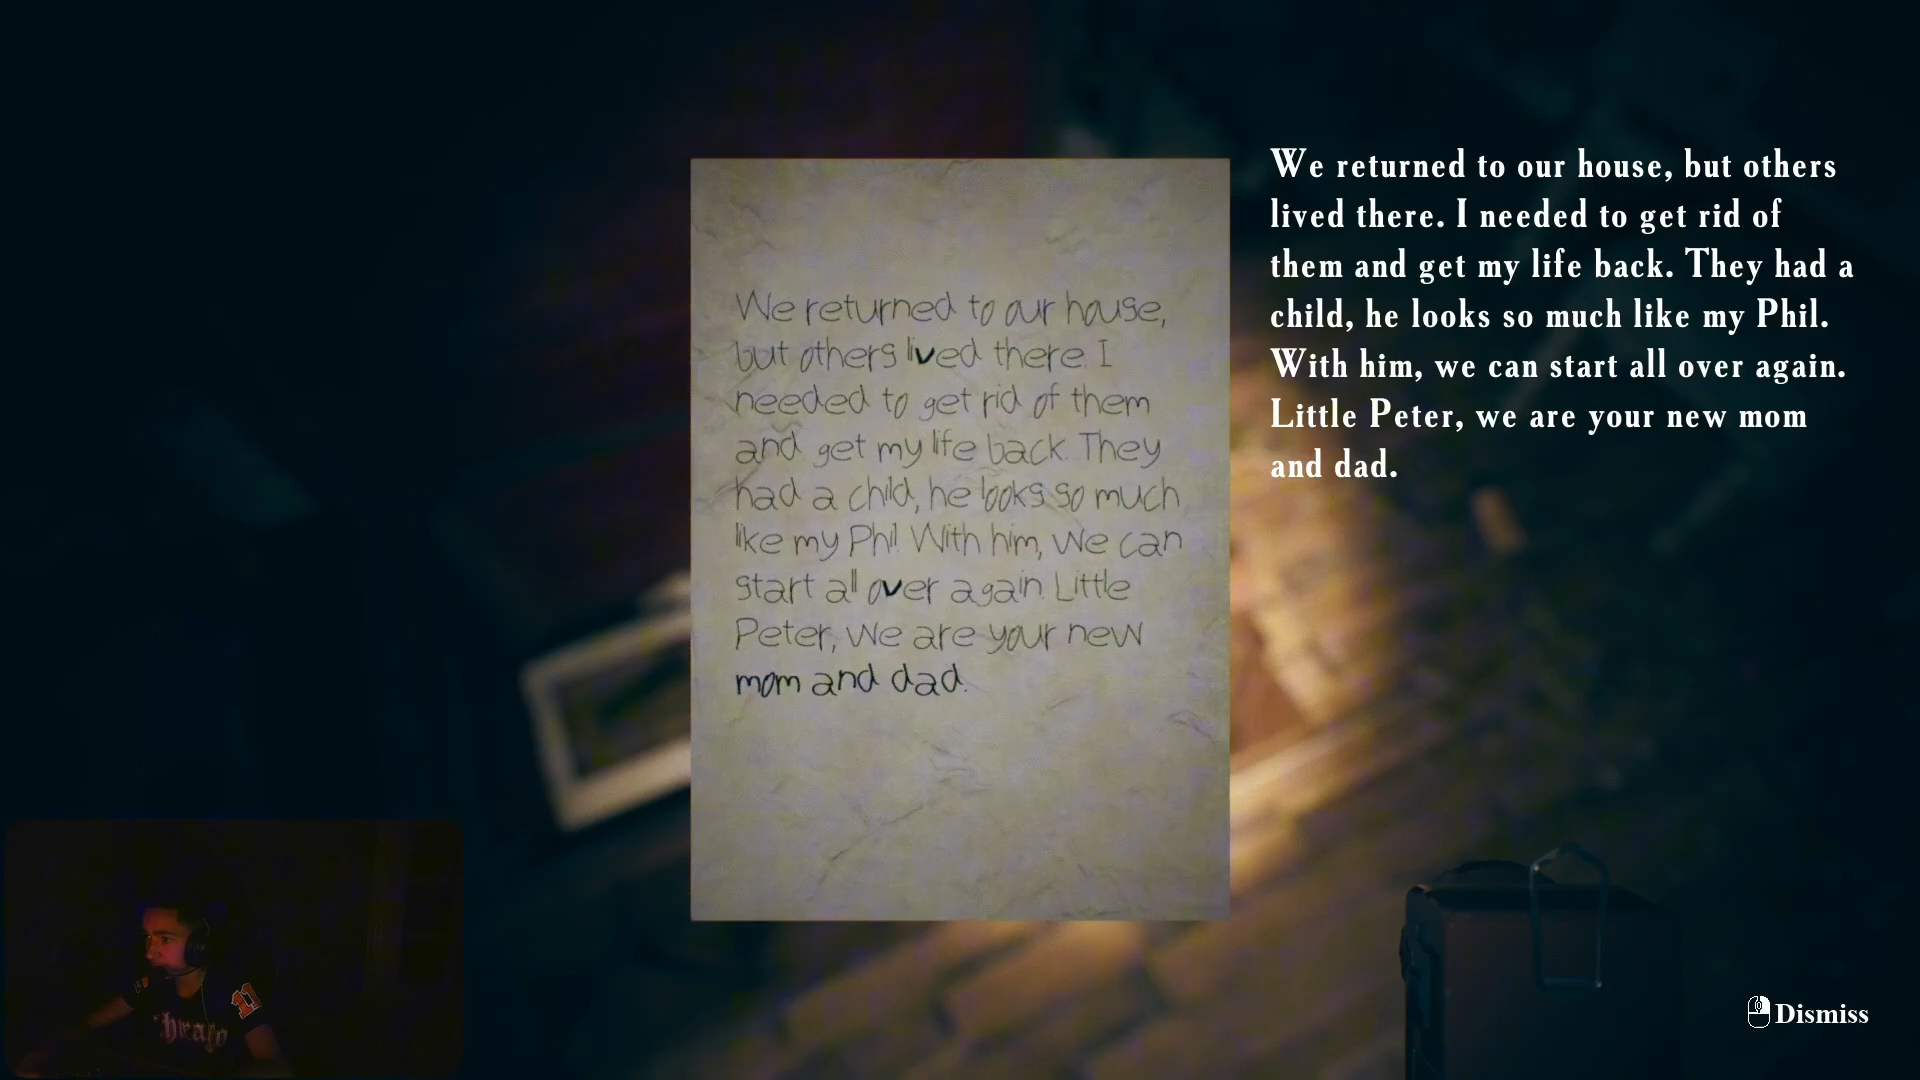 We returned to our house,
but others lived there. I
needed to get rid of them
and get my life back. They
had a child, he looks so much
like my Phil. With him, we can
start all over again. Little
Peter, we are your new
mom and dad.
We returned to our house, but others
lived there. I needed to get rid of
them and get my life back. They had a
child, he looks so much like my Phil.
With him, we can start all over again.
Little Peter, we are your new mom
and dad.
11
Dismiss